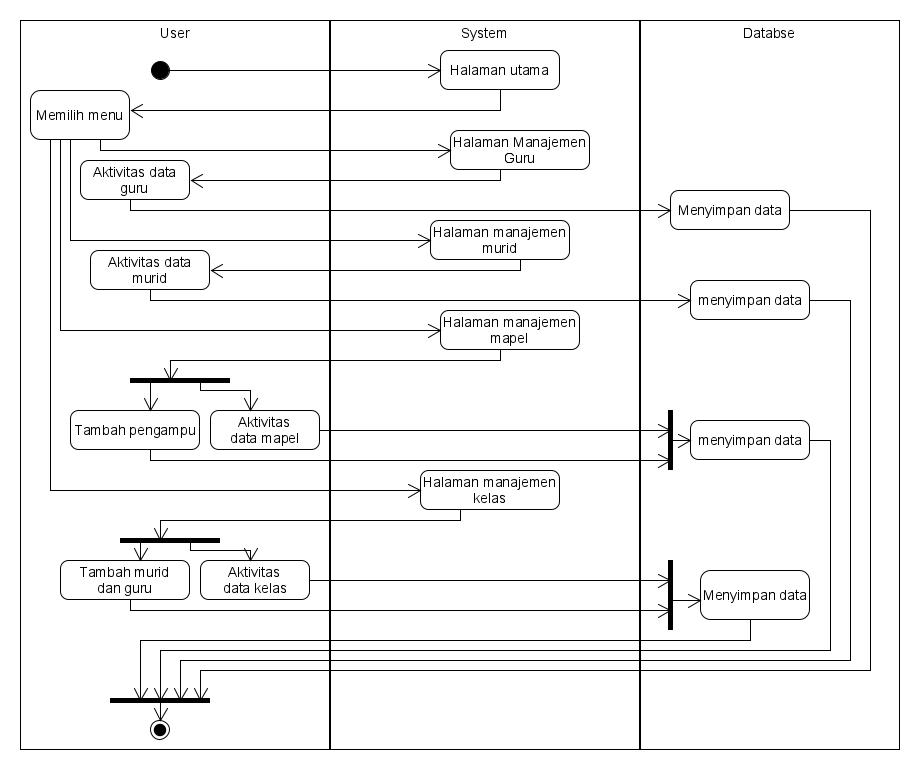 User
System
Databse
Halaman utama
Memilih menu
Halaman Manajemen
Guru
Aktivitas data
guru
Menyimpan data
Halaman manajemen
murid
Aktivitas data
murid
menyimpan data
Halaman manajemen
mapel
Tambah pengampu
Aktivitas
data mapel
menyimpan data
Halaman manajemen
kelas
Tambah murid
dan guru
Aktivitas
data kelas
Menyimpan data